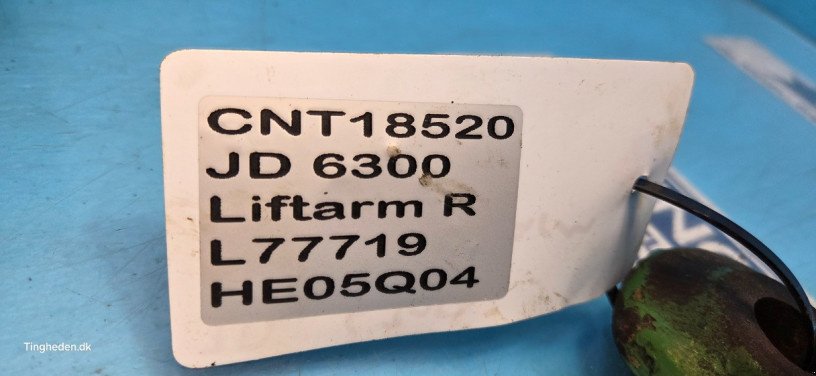 CNT18520
JD 6300
Liftarm R
L77719
HE05Q04
Tingheden.dk